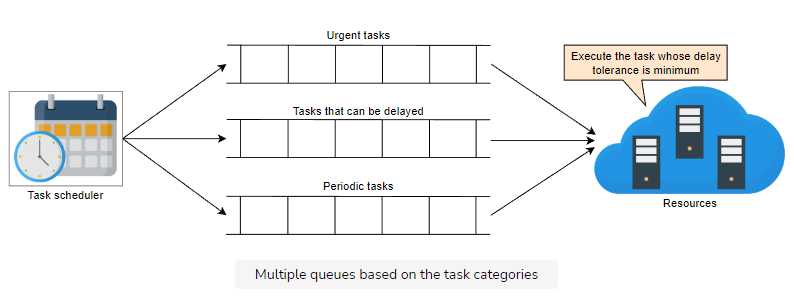 Urgent tasks
Execute the task whose delay
tolerance is minimum
Tasks that can be delayed
Periodic tasks
Task scheduler
Resources
Multiple queues based on the task categories